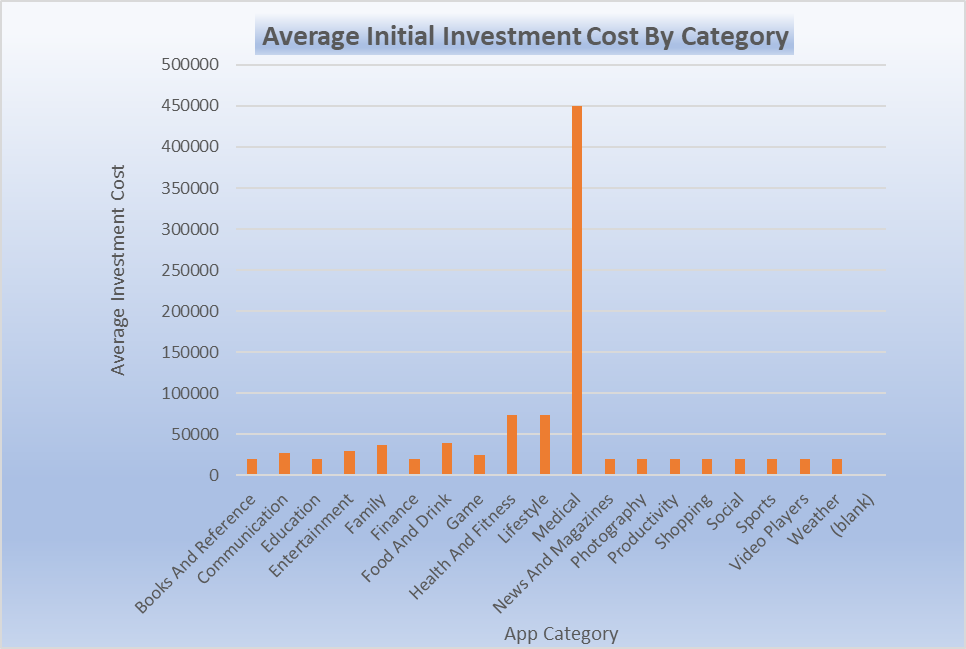 Average Initial Investment Cost By Category
500000
450000
400000
350000
300000
250000
200000
150000
100000
50000
0
Average Investment Cost
Books And Reference
Communication
Education
Entertainment
Family
Finance
Food And Drink
Game
Health And Fitness
Lifestyle
Medical
News And Magazines
Photography
Productivity
Shopping
Social
Sports
Video Players
Weather
(blank)
App Category